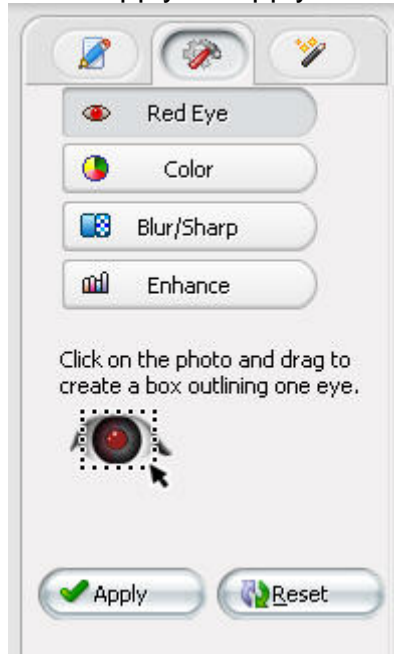 Red Eye
Color
Blur/Sharp
Enhance
Click on the photo and drag to
create a box outlining one eye.
Apply Reset